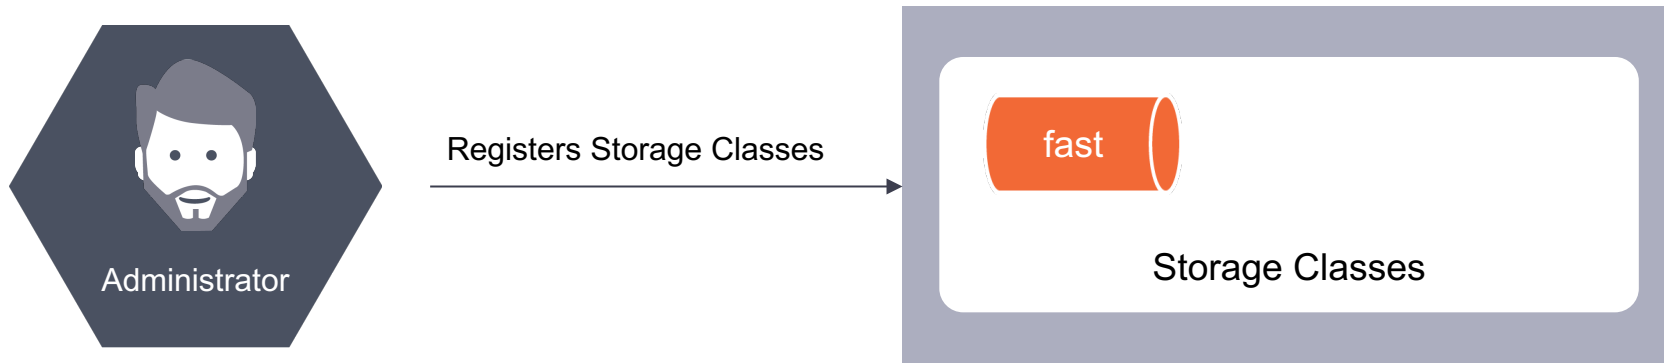 Administrator
Registers Storage Classes
fast
Storage Classes